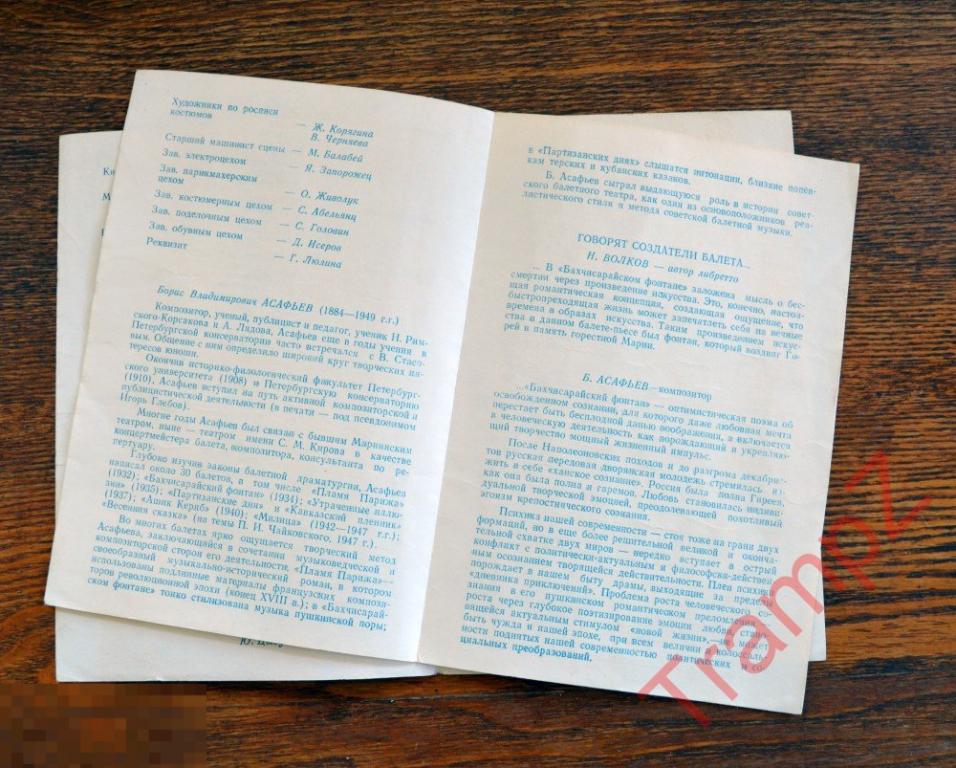 Художники по росписи
костюмов
— Ж. Корягина
В. Черняева
Старший машинист сцены — М. Балабей
Зав. электроцехом — Я. Запорожец
Зав. парикмахерским
цехом — О. Живолук
Зав. костюмерным цехом — С. Абельянц
Зав. поделочным цехом — С. Головин
Зав. обувным цехом — Д. Исеров
Реквизит — Г. Люлина
Борис Владимирович АСАФЬЕВ (1884—1949 г.г.)
Композитор, ученый, публицист и педагог, ученик Н. Рим-
ского-Корсакова и А. Лядова, Асафьев еще в годы учения в
Петербургской консерватории часто встречался с В. Стасо-
вым. Общение с ним определило широкий круг творческих ин-
тересов юноши.
Окончив историко-филологический факультет Петербург-
ского университета (1908) и Петербургскую консерваторию
(1910), Асафьев вступил на путь активной композиторской и
публицистической деятельности (в печати — под псевдонимом
Игорь Глебов).
Многие годы Асафьев был связан с бывшим Мариинским
театром, ныне — театром имени С. М. Кирова в качестве
концертмейстера балета, композитора, консультанта по ре-
пертуару.
Глубоко изучив законы балетной драматургии, Асафьев
написал около 30 балетов, в том числе «Пламя Парижа»
(1932); «Бахчисарайский фонтан» (1934); «Утраченные иллю-
зии» (1935); «Партизанские дни» и «Кавказский пленник»
(1937); «Ашик Кериб» (1940); «Милица» (1942—1947 г.г.);
«Весенняя сказка» (на темы П. И. Чайковского, 1947 г.).
Во многих балетах ярко ощущается творческий метод
Асафьева, заключающийся в сочетании музыковедческой и
композиторской сторон его деятельности. «Пламя Парижа»—
своеобразный музыкально-исторический роман, в котором
использованы подлинные материалы французских компози-
торов революционной эпохи (конец XVIII в.); в «Бахчисарай-
ском фонтане» тонко стилизована музыка пушкинской поры;
в «Партизанских днях» слышатся интонации, близкие напев-
кам терских и кубанских казаков.
Б. Асафьев сыграл выдающуюся роль в истории совет-
ского балетного театра, как один из основоположников реа-
листического стиля и метода советской балетной музыки.
ГОВОРЯТ СОЗДАТЕЛИ БАЛЕТА...
Н. ВОЛКОВ — автор либретто
... В «Бахчисарайском фонтане» заложена мысль о бес-
смертии через произведение искусства. Это, конечно, настоя-
щая романтическая концепция, создающая ощущение, что
быстропреходящая жизнь может запечатлеть себя на вечные
времена в образах искусства. Таким произведением искус-
ства в данном балете-пьесе был фонтан, который воздвиг Ги-
рей в память горестной Марии.
Б. АСАФЬЕВ — композитор
...«Бахчисарайский фонтан» — оптимистическая поэма об
освобожденном сознании, для которого даже любовная мечта
перестает быть бесплодной данью воображения, а включается
в человеческую деятельность как порождающий и укрепляю-
щий творчество мощный жизненный импульс.
После Наполеоновских походов и до разгрома декабрис-
тов русская передовая дворянская молодежь стремилась из-
жить в себе «ханское сознание». Россия была полна Гиреев,
как она была полна и гаремов. Любовь становилась индиви-
дуальной творческой эмоцией, преодолевающей похотливый
эгоизм крепостнического сознания.
Психика нашей современности — стоя тоже на грани двух
формаций, но в еще более решительной великой и оконча-
тельной схватке двух миров — нередко вступает в острый
конфликт с политически-актуальным и философски-действен-
ным осознанием творящейся действительности. Плен психики
порождает в нашем быту драмы, выходящие за пределы
«дневника приключений». Проблема роста человеческого со-
знания в его пушкинском романтическом преломлении,
роста через глубокое поэтизирование эмоции любви, стано-
вящейся актуальным стимулом «новой жизни», — не может
быть чужда и нашей эпохе, при всем величии и колоссаль-
ности поднятых нашей современностью политических и со-
циальных преобразований.
TrampZ